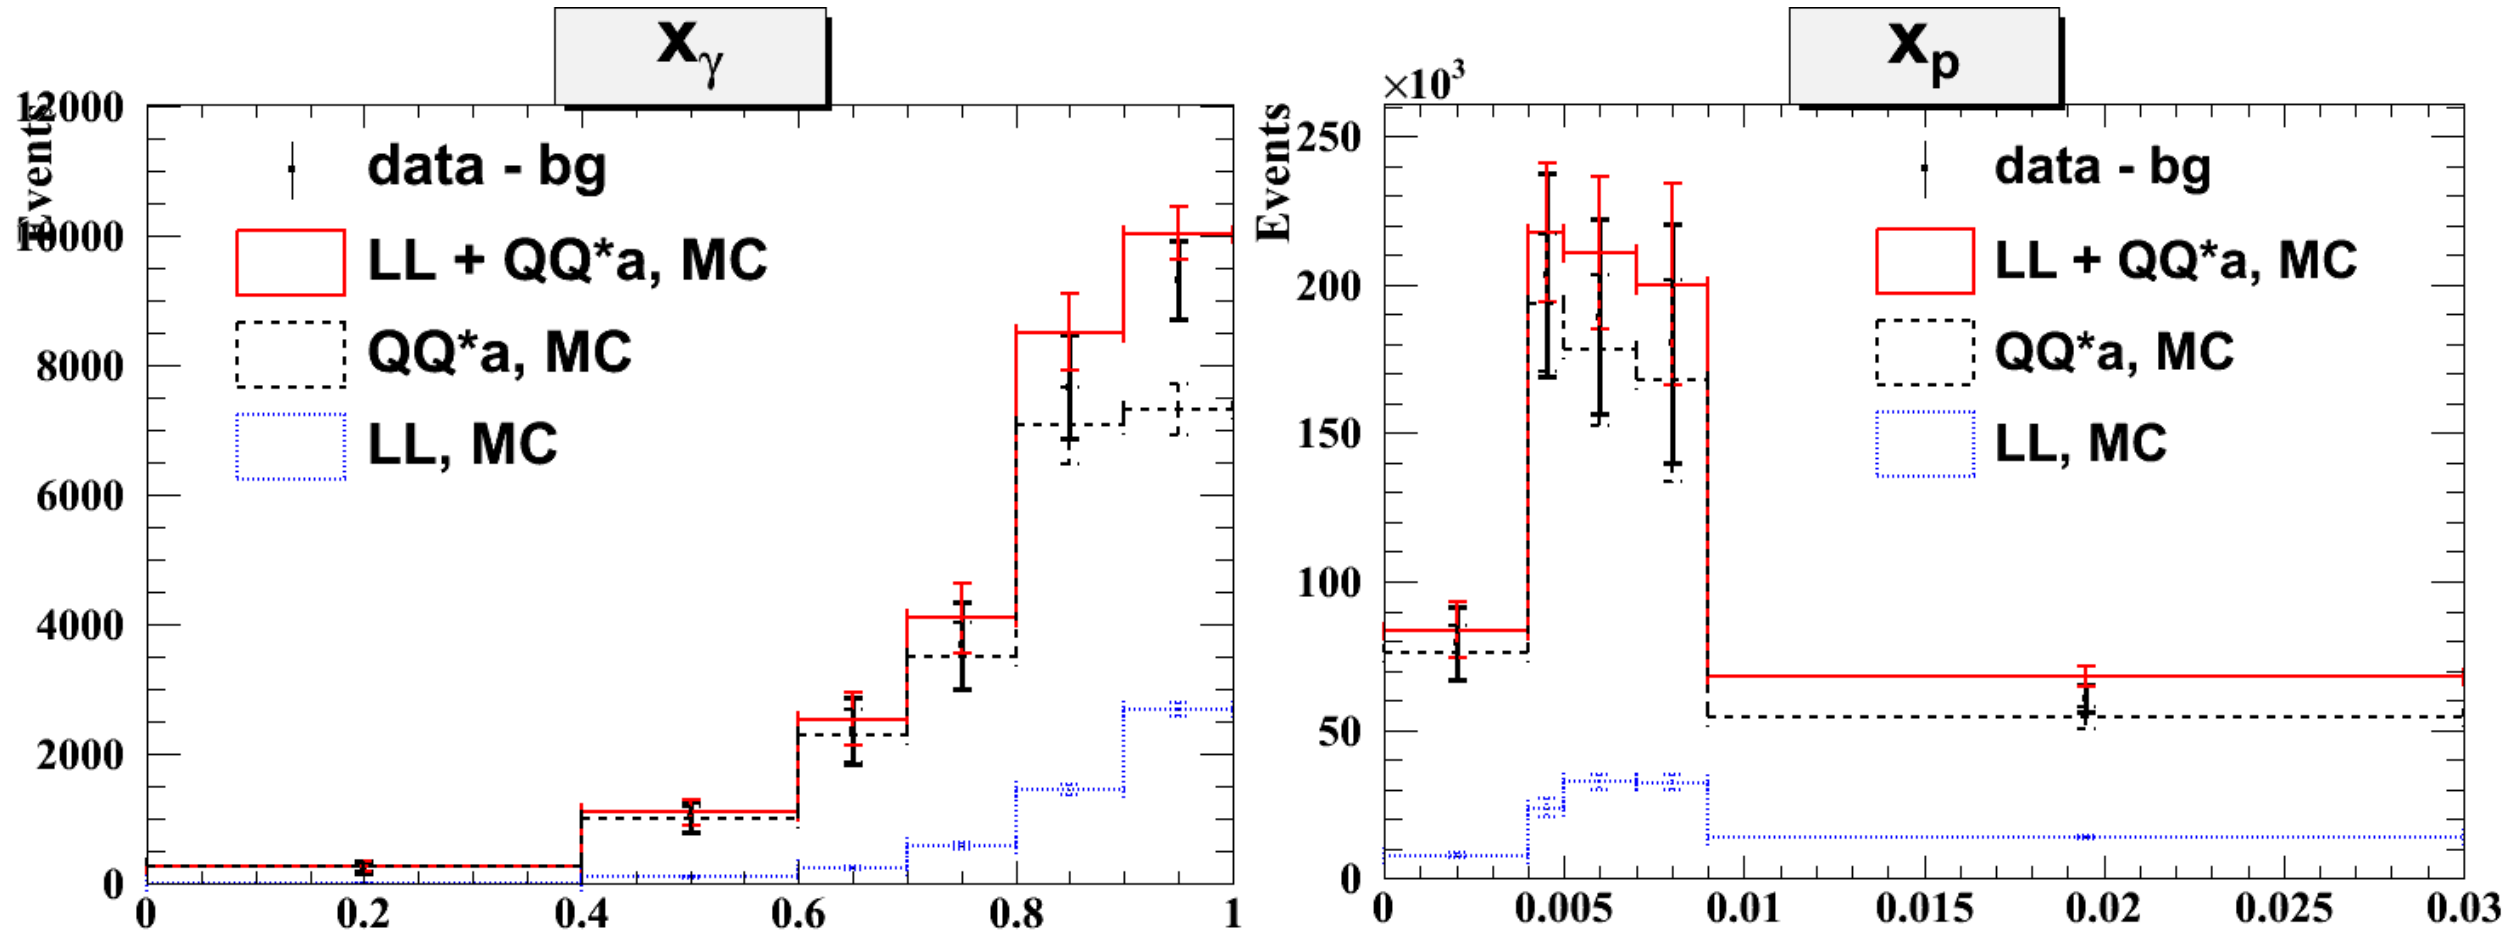 xγ
12000
Events
data - bg
10000
LL + QQ*a, MC
8000
QQ*a, MC
6000
LL, MC
4000
2000
0
0 0.2 0.4 0.6 0.8 1
xp
×10³
Events
250
data - bg
200
LL + QQ*a, MC
150
QQ*a, MC
100
LL, MC
50
0
0 0.005 0.01 0.015 0.02 0.025 0.03